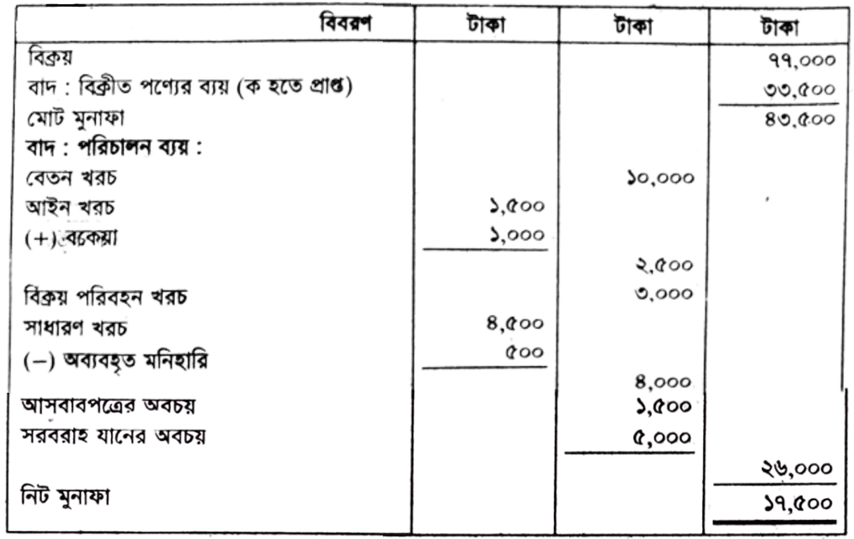 বিবরণ টাকা টাকা টাকা
বিক্রয় ৭৭,০০০
বাদ : বিক্রীত পণ্যের ব্যয় (ক হতে প্রাপ্ত) ৩৩,৫০০
মোট মুনাফা ৪৩,৫০০
বাদ : পরিচালন ব্যয় :
বেতন খরচ ১০,০০০
আইন খরচ ১,৫০০
(+) বকেয়া ১,০০০
২,৫০০
বিক্রয় পরিবহন খরচ ৩,০০০
সাধারণ খরচ ৪,৫০০
(−) অব্যবহৃত মনিহারি ৫০০
৪,০০০
আসবাবপত্রের অবচয় ১,৫০০
সরবরাহ যানের অবচয় ৫,০০০
২৬,০০০
নিট মুনাফা ১৭,৫০০